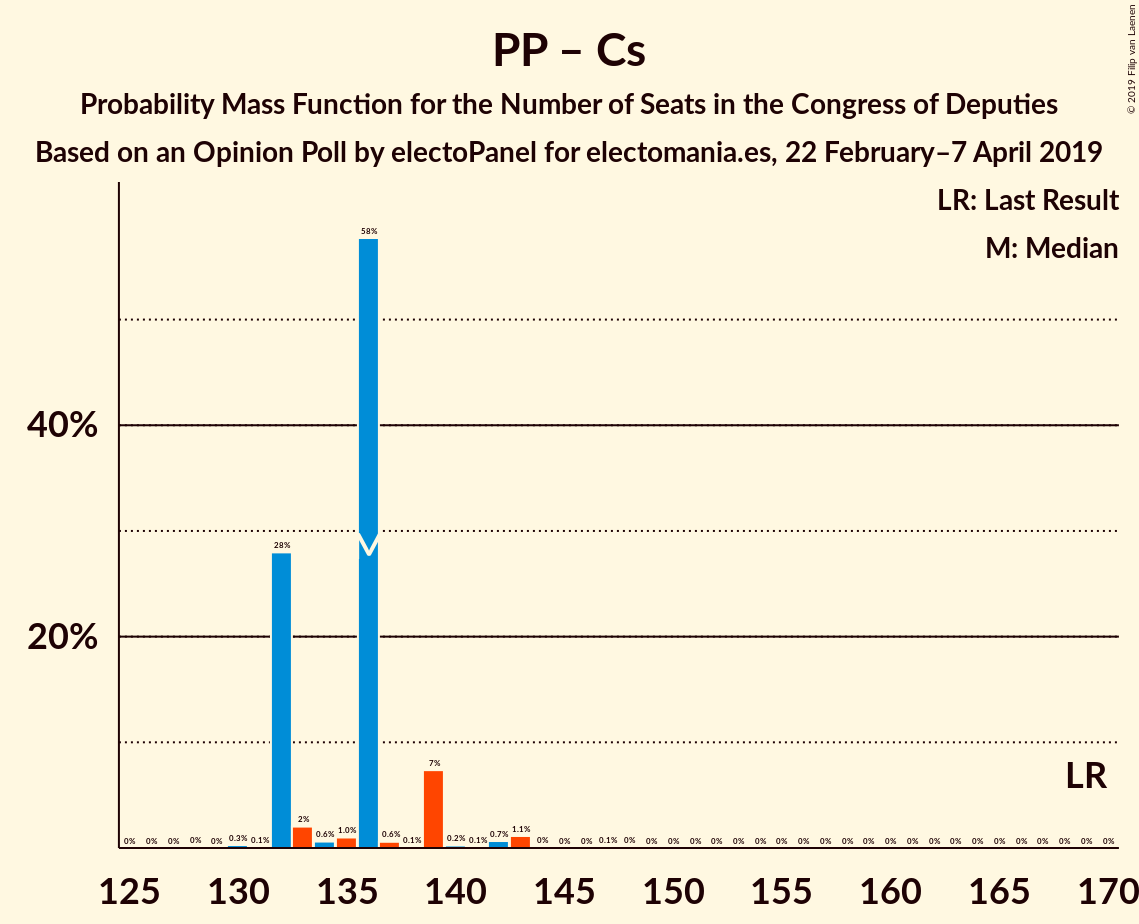 PP – Cs
Probability Mass Function for the Number of Seats in the Congress of Deputies
Based on an Opinion Poll by electoPanel for electomania.es, 22 February–7 April 2019
© 2019 Filip van Laenen
LR: Last Result
M: Median
58%
40%
28%
20%
LR
7%
0% 0% 0% 0% 0% 0.3% 0.1% 2% 0.6% 1.0% 0.6% 0.1% 0.2% 0.1% 0.7% 1.1% 0% 0% 0% 0.1% 0% 0% 0% 0% 0% 0% 0% 0% 0% 0% 0% 0% 0% 0% 0% 0% 0% 0% 0% 0% 0% 0% 0%
125 130 135 140 145 150 155 160 165 170